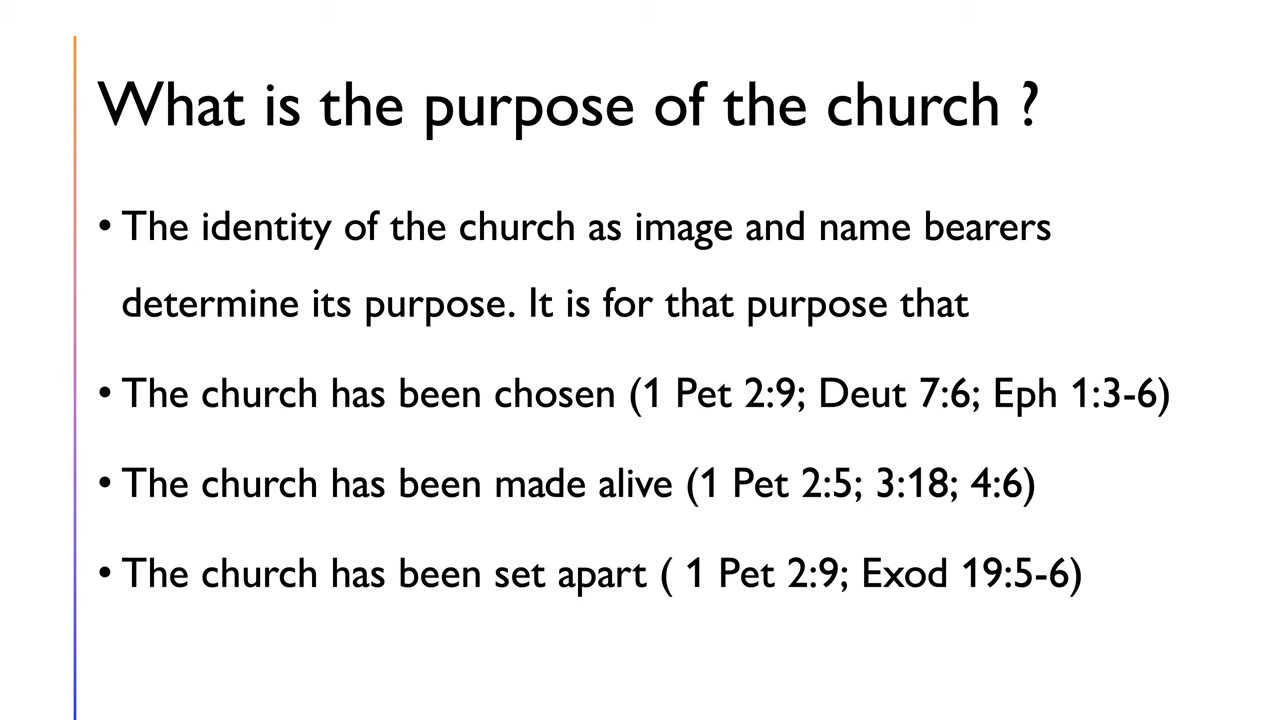 What is the purpose of the church ?
• The identity of the church as image and name bearers
determine its purpose. It is for that purpose that
• The church has been chosen (1 Pet 2:9; Deut 7:6; Eph 1:3-6)
• The church has been made alive (1 Pet 2:5; 3:18; 4:6)
• The church has been set apart ( 1 Pet 2:9; Exod 19:5-6)